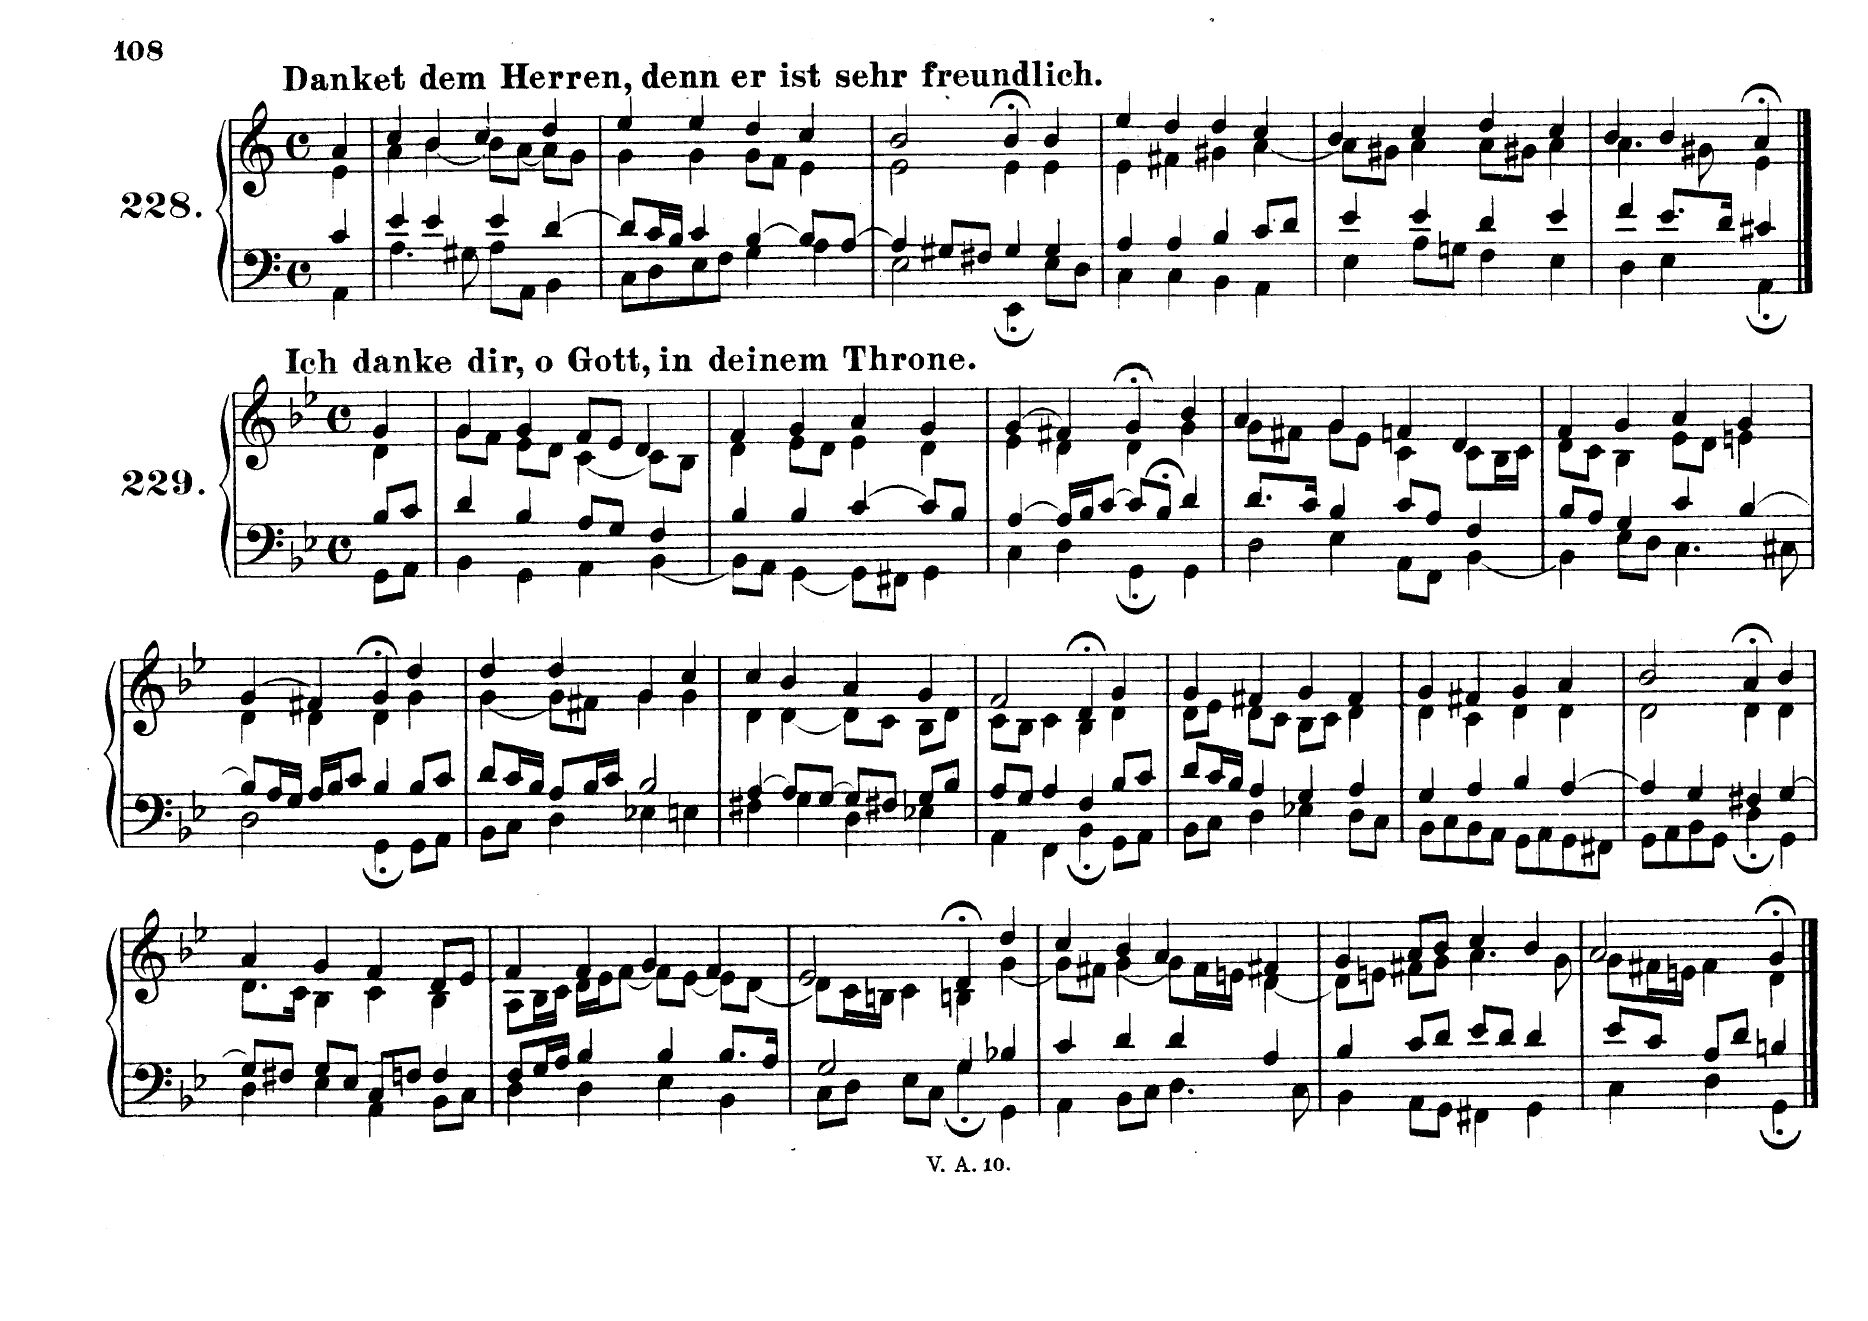 108
Danket dem Herren, denn er ist sehr freundlich.
228.
Ich danke dir, o Gott, in deinem Throne.
229.
V. A. 10.